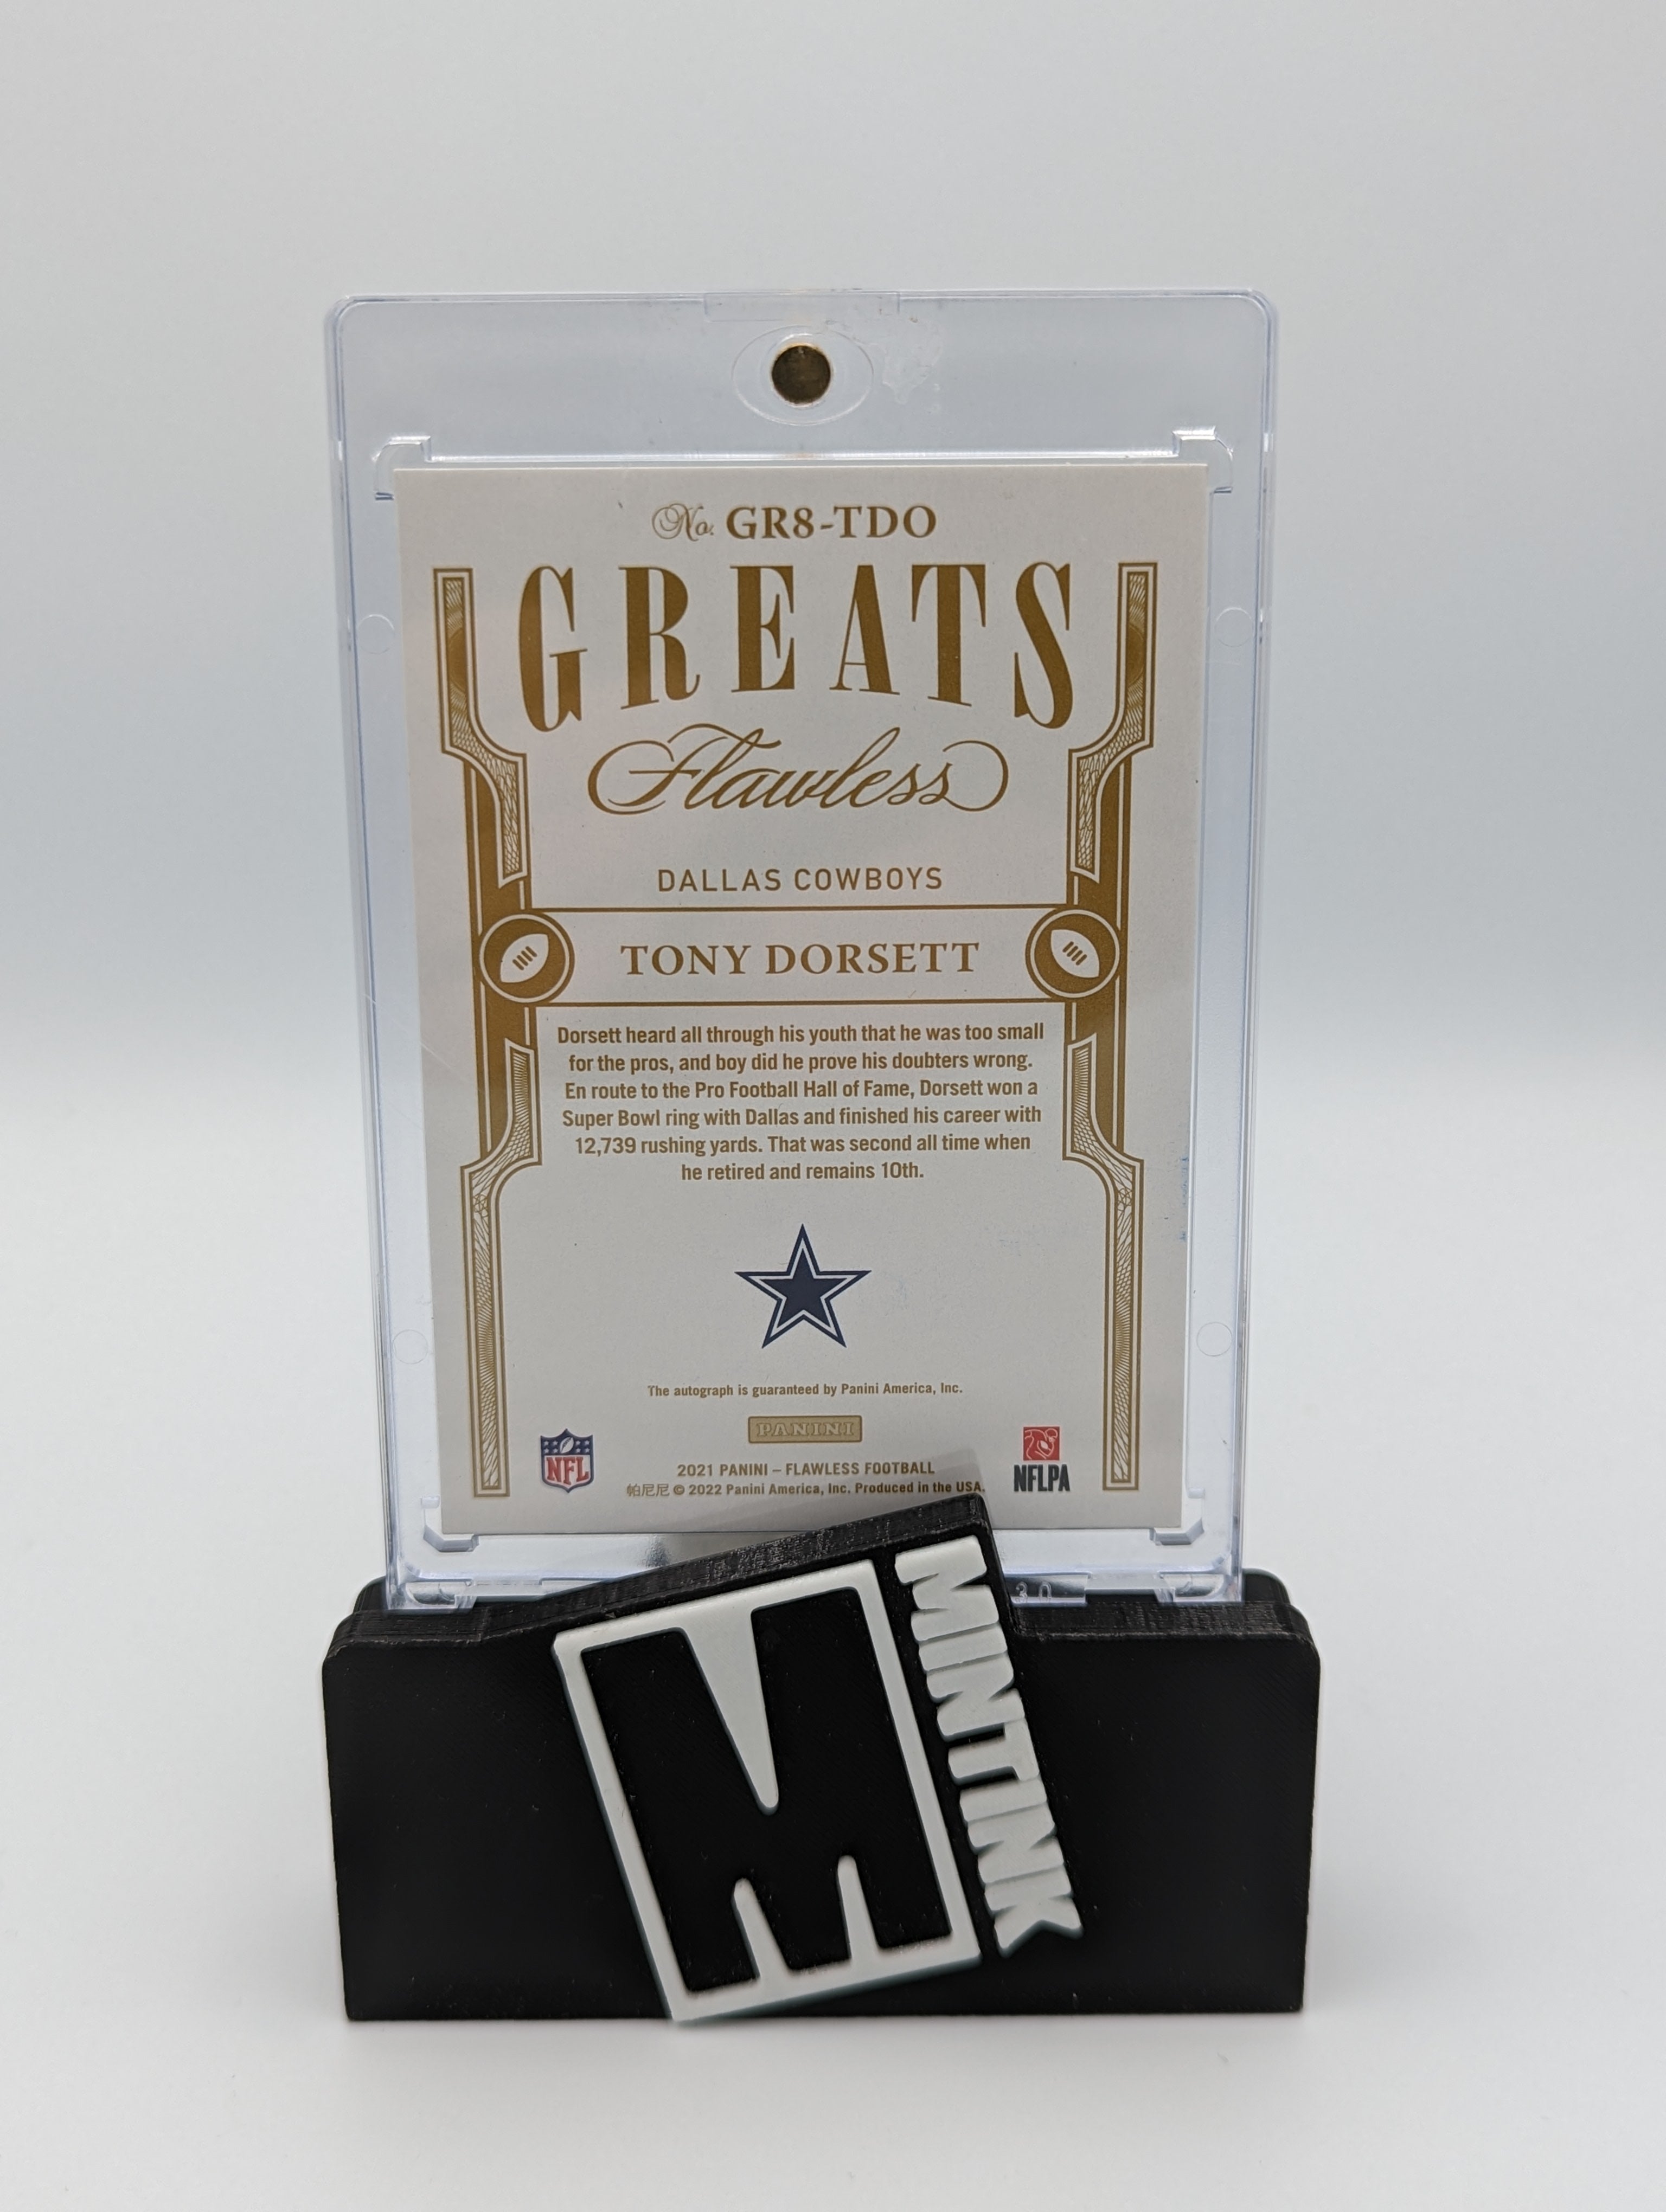 No. GR8-TDO
GREATS
Flawless
DALLAS COWBOYS
TONY DORSETT
Dorsett heard all through his youth that he was too small
for the pros, and boy did he prove his doubters wrong.
En route to the Pro Football Hall of Fame, Dorsett won a
Super Bowl ring with Dallas and finished his career with
12,739 rushing yards. That was second all time when
he retired and remains 10th.
The autograph is guaranteed by Panini America, Inc.
PANINI
NFL
NFLPA
2021 PANINI – FLAWLESS FOOTBALL
帕尼尼 © 2022 Panini America, Inc. Produced in the USA.
M
MINTINK